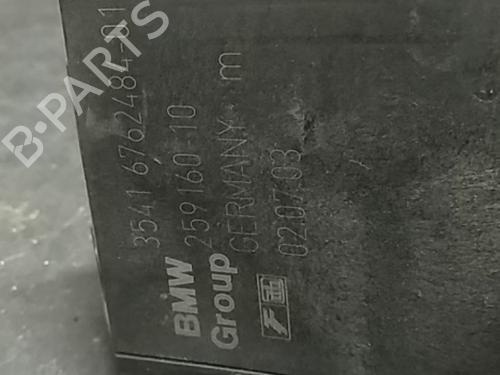 3541 6762484-01
BMW 259160-10
Group GERMANY m
020703
B-PARTS